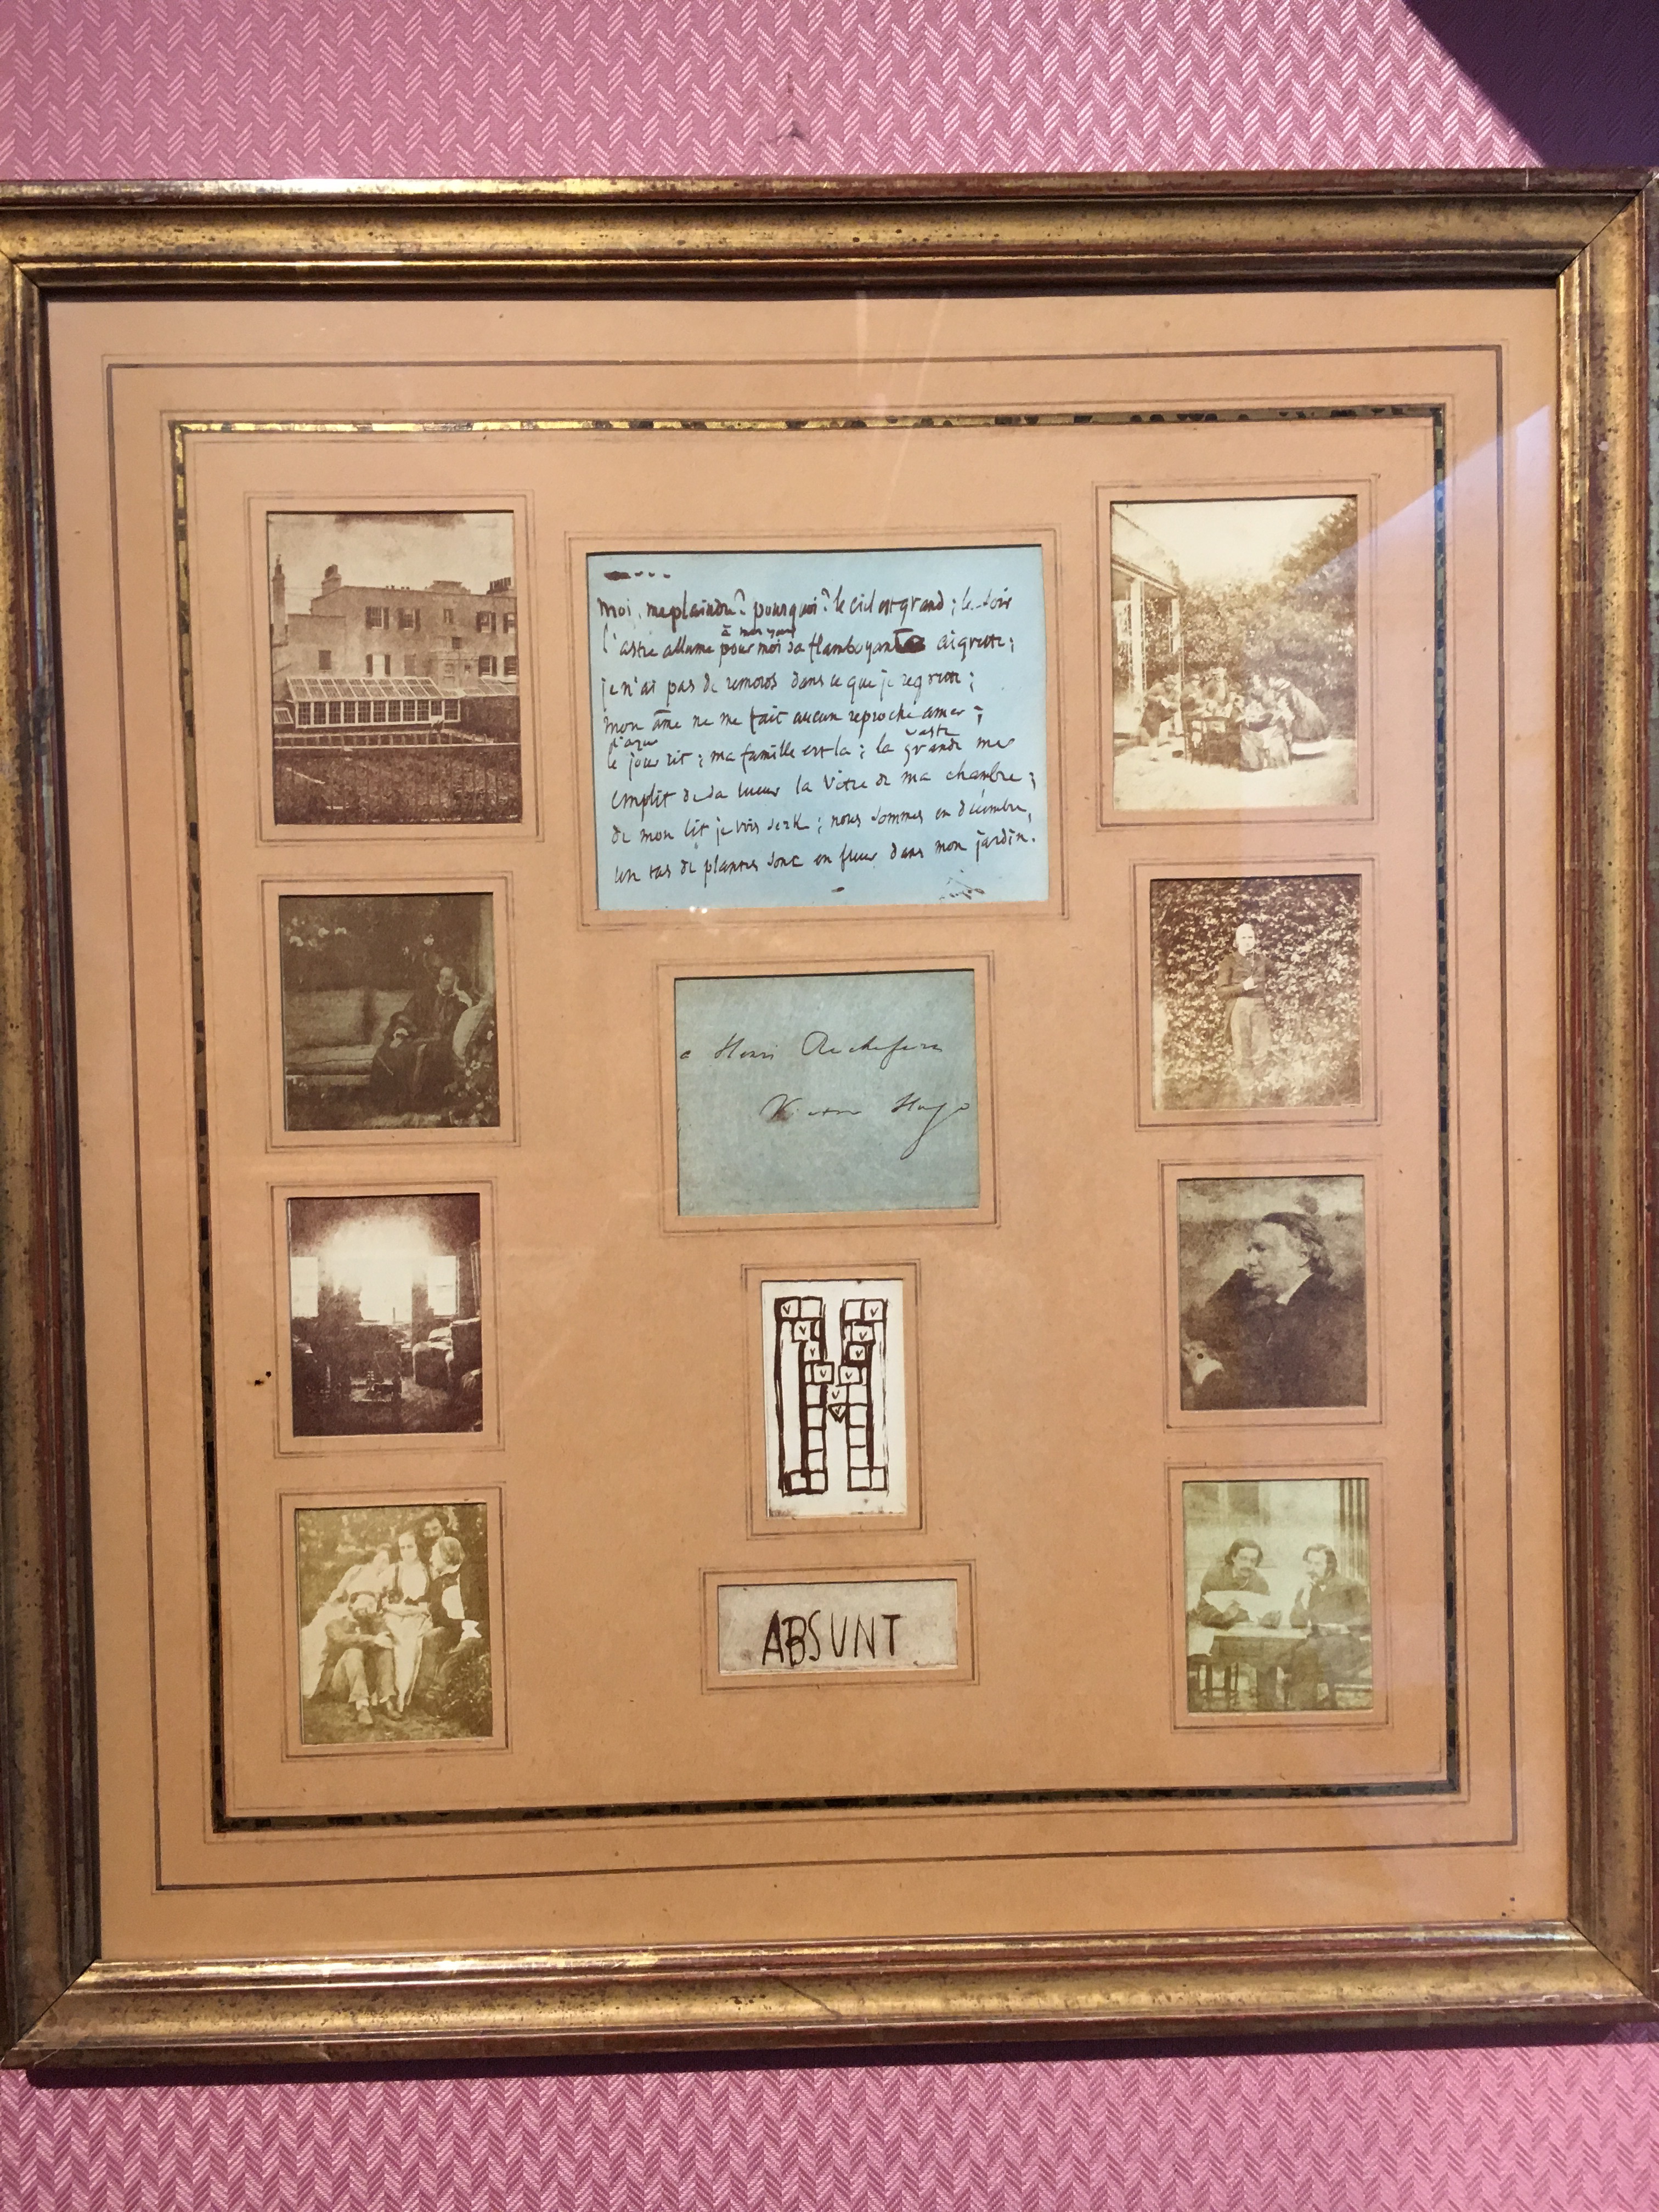 Moi, me plaindre? pourquoi? le ciel est grand; le soir
à mes yeux
l'astre allume pour moi sa flamboyante aigrette;
je n'ai pas de remords dans ce que je regrette;
mon âme ne me fait aucun reproche amer;
l'azur
vaste
le jour rit; ma famille est là; la grande mer
emplit de sa lueur la vitre de ma chambre;
de mon lit je vois Serk; nous sommes en décembre,
un tas de plantes sont en fleur dans mon jardin.
à Henri Rochefort
Victor Hugo
V
V
V
V
V
V
V
V
V
ABSUNT